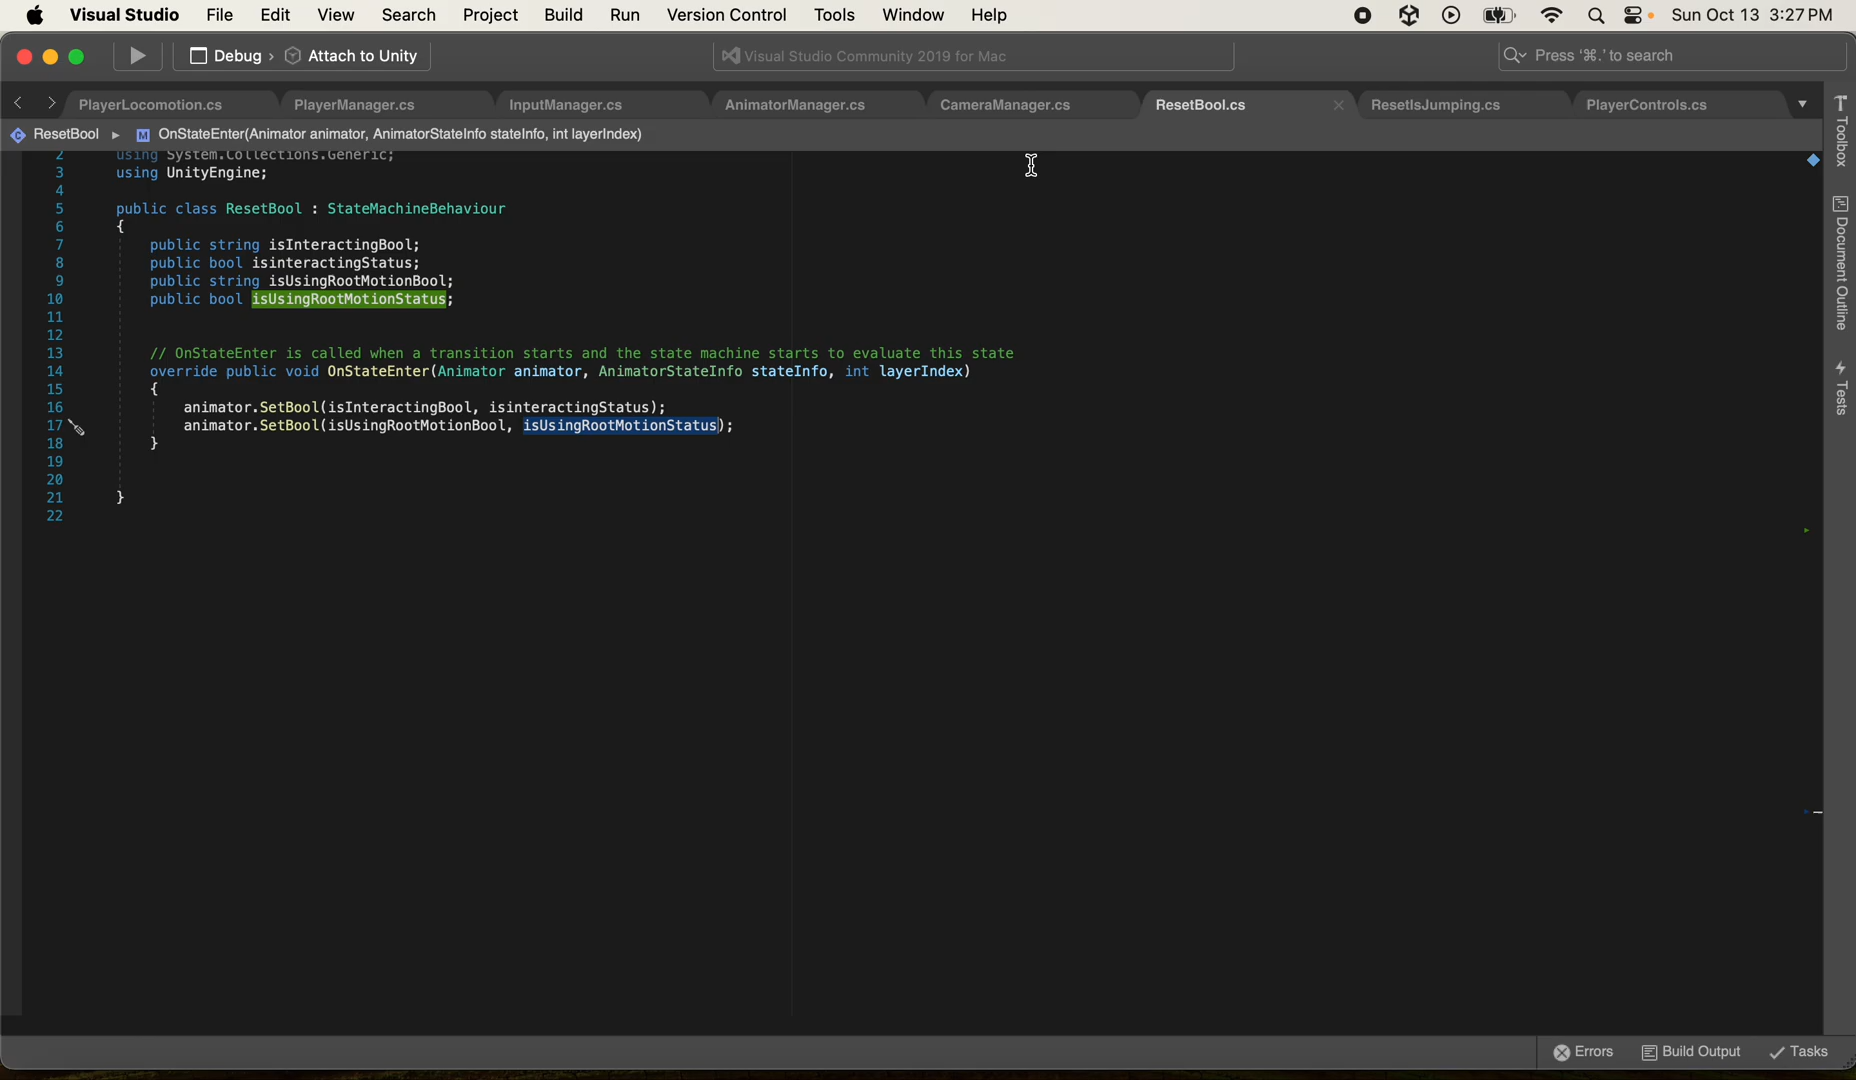 Visual Studio File Edit View Search Project Build Run Version Control Tools Window Help Sun Oct 13 3:27 PM
Debug › Attach to Unity Visual Studio Community 2019 for Mac Press '⌘.' to search
PlayerLocomotion.cs PlayerManager.cs InputManager.cs AnimatorManager.cs CameraManager.cs ResetBool.cs ResetIsJumping.cs PlayerControls.cs
ResetBool ▸ M OnStateEnter(Animator animator, AnimatorStateInfo stateInfo, int layerIndex)
2 using System.Collections.Generic;
3 using UnityEngine;
4
5 public class ResetBool : StateMachineBehaviour
6 {
7 public string isInteractingBool;
8 public bool isinteractingStatus;
9 public string isUsingRootMotionBool;
10 public bool isUsingRootMotionStatus;
11
12
13 // OnStateEnter is called when a transition starts and the state machine starts to evaluate this state
14 override public void OnStateEnter(Animator animator, AnimatorStateInfo stateInfo, int layerIndex)
15 {
16 animator.SetBool(isInteractingBool, isinteractingStatus);
17 animator.SetBool(isUsingRootMotionBool, isUsingRootMotionStatus);
18 }
19
20
21 }
22
Toolbox
Document Outline
Tests
Errors Build Output Tasks